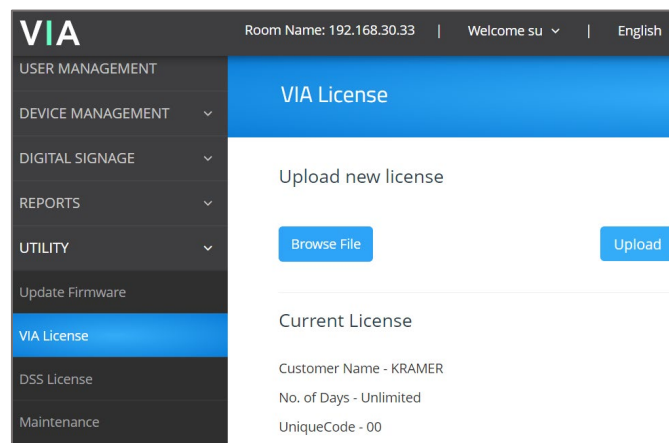 VIA
Room Name: 192.168.30.33 | Welcome su | English
USER MANAGEMENT
DEVICE MANAGEMENT
DIGITAL SIGNAGE
REPORTS
UTILITY
Update Firmware
VIA License
DSS License
Maintenance
VIA License
Upload new license
Browse File
Upload
Current License
Customer Name - KRAMER
No. of Days - Unlimited
UniqueCode - 00